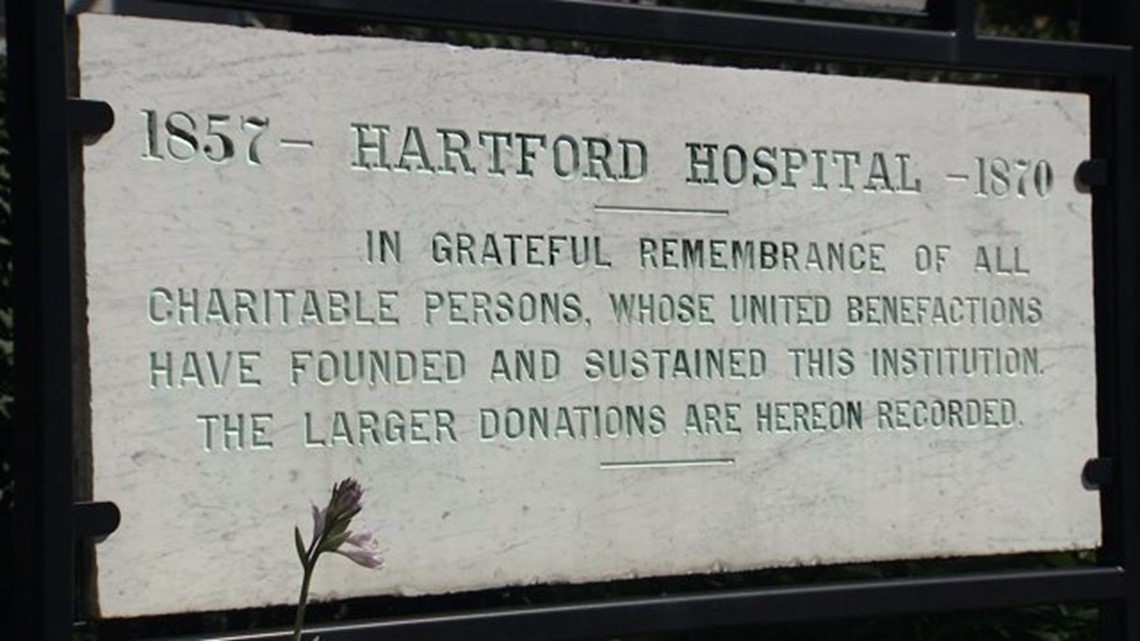 1857– HARTFORD HOSPITAL –1870
IN GRATEFUL REMEMBRANCE OF ALL
CHARITABLE PERSONS, WHOSE UNITED BENEFACTIONS
HAVE FOUNDED AND SUSTAINED THIS INSTITUTION.
THE LARGER DONATIONS ARE HEREON RECORDED.